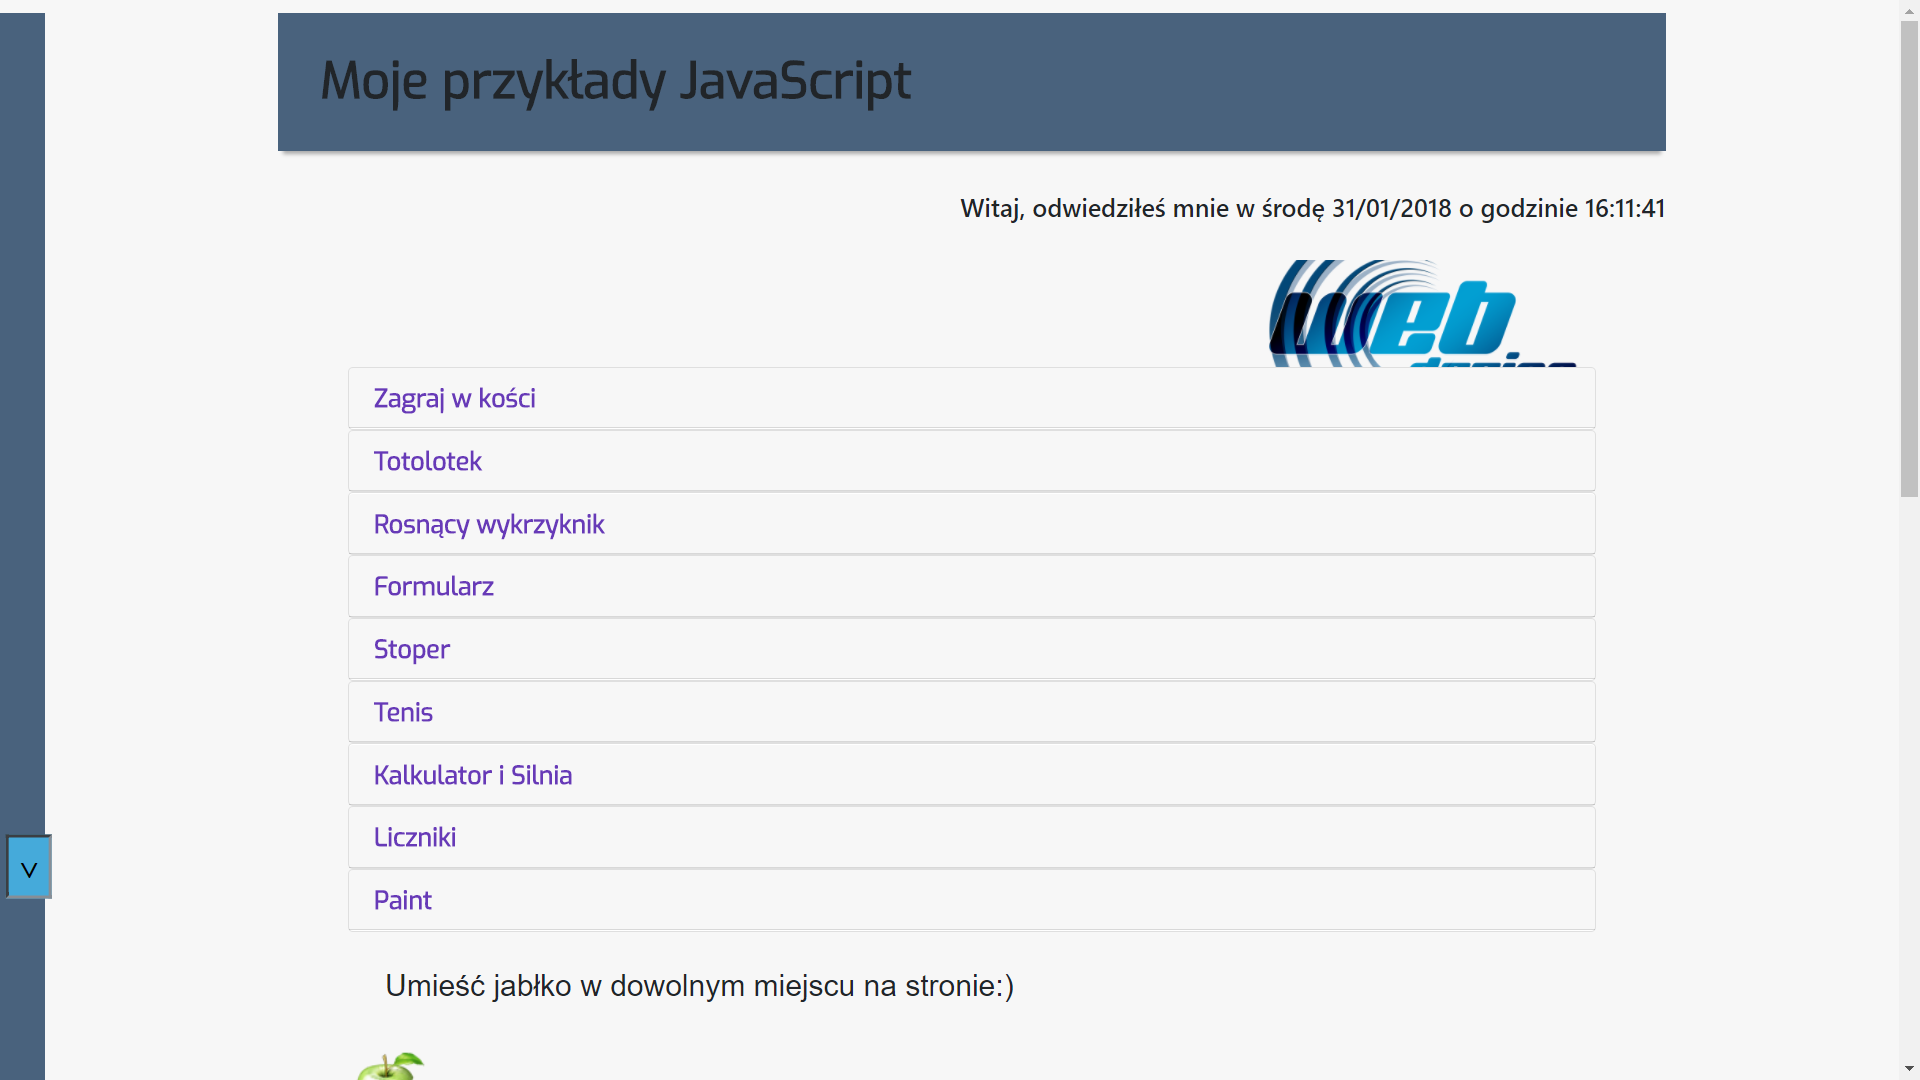 Moje przykłady JavaScript
Witaj, odwiedziłeś mnie w środę 31/01/2018 o godzinie 16:11:41
web
Zagraj w kości
Totolotek
Rosnący wykrzyknik
Formularz
Stoper
Tenis
Kalkulator i Silnia
Liczniki
Paint
V
Umieść jabłko w dowolnym miejscu na stronie:)